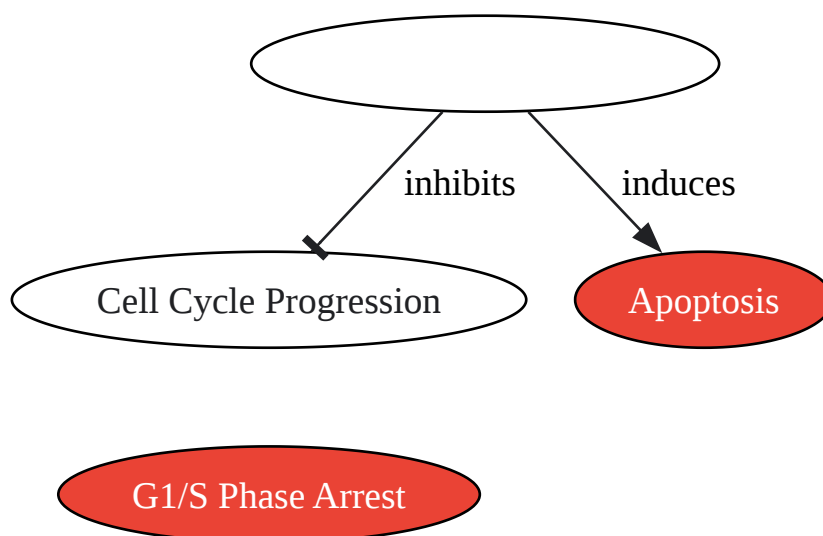 inhibits
induces
Cell Cycle Progression
Apoptosis
G1/S Phase Arrest